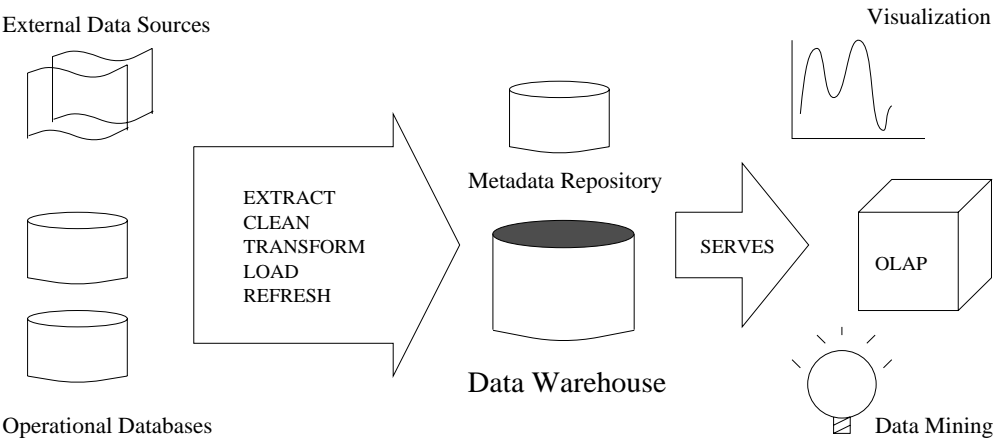 External Data Sources
Visualization
EXTRACT
CLEAN
TRANSFORM
LOAD
REFRESH
Metadata Repository
SERVES
OLAP
Data Warehouse
Operational Databases
Data Mining